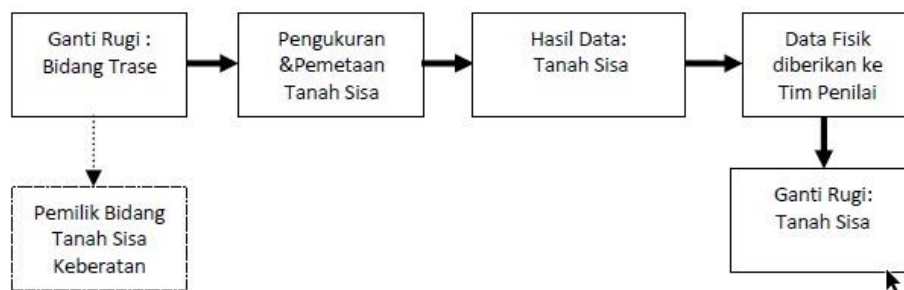 Ganti Rugi :
Bidang Trase
Pengukuran
&Pemetaan
Tanah Sisa
Hasil Data:
Tanah Sisa
Data Fisik
diberikan ke
Tim Penilai
Pemilik Bidang
Tanah Sisa
Keberatan
Ganti Rugi:
Tanah Sisa